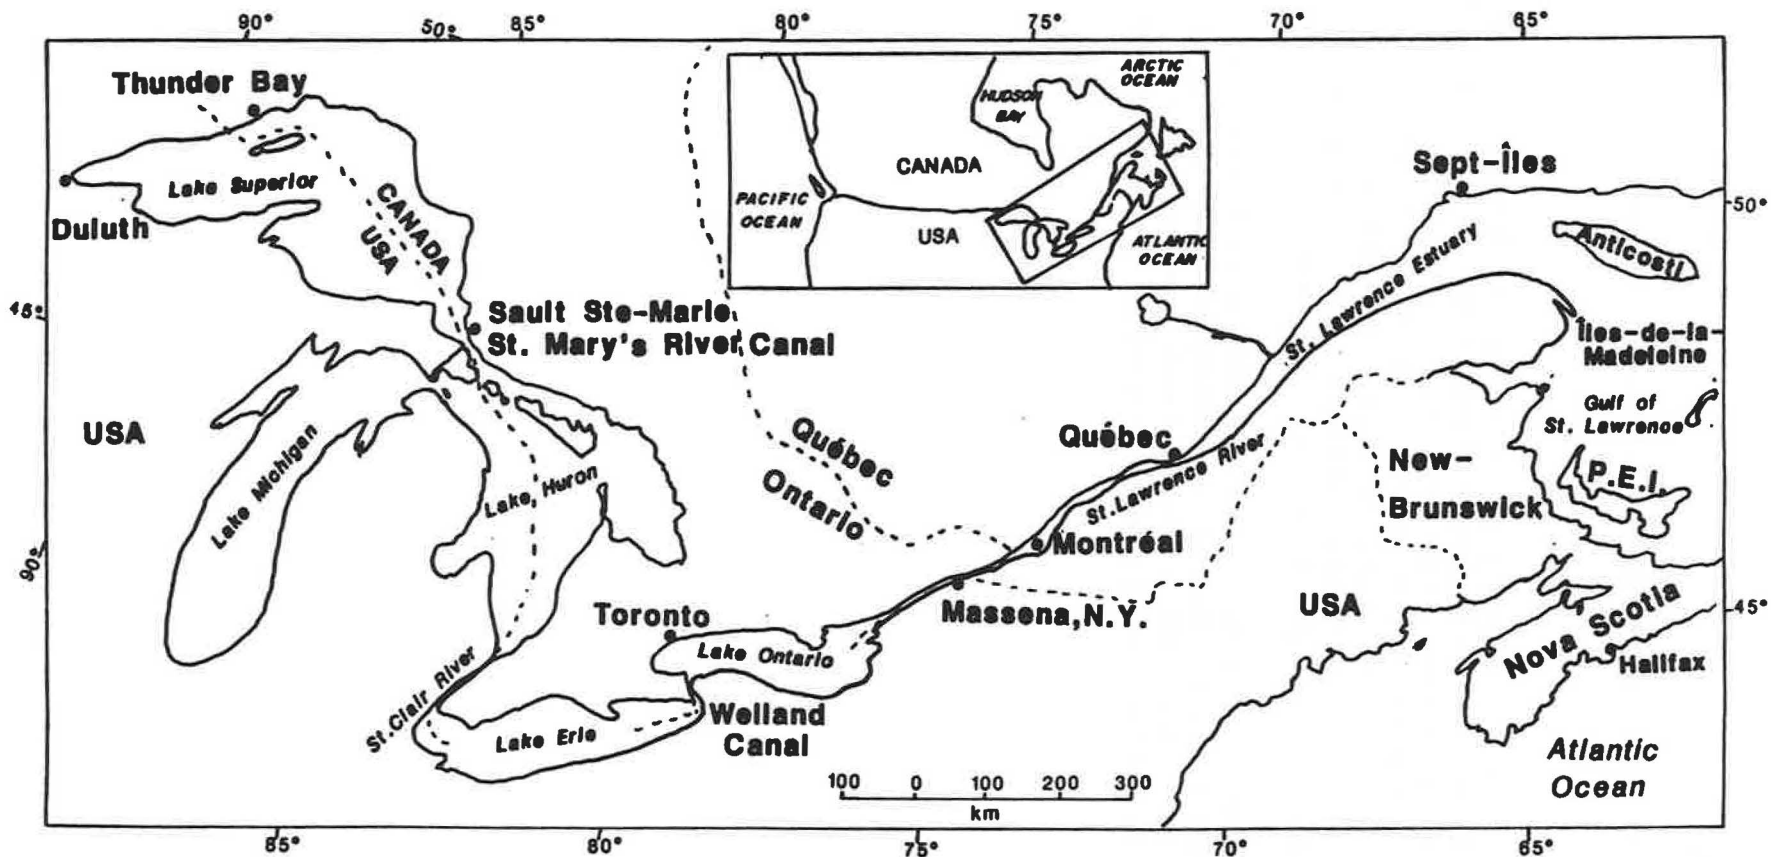 90°
50°
85°
80°
75°
70°
65°
Thunder Bay
ARCTIC
OCEAN
HUDSON
BAY
CANADA
Sept-Îles
Lake Superior
PACIFIC
OCEAN
50°
Duluth
CANADA
USA
USA
ATLANTIC
OCEAN
St. Lawrence Estuary
Anticosti
45°
Sault Ste-Marie
St. Mary's River Canal
Îles-de-la-
Madeleine
USA
Gulf of
St. Lawrence
Lake Michigan
Québec
Ontario
Québec
St. Lawrence River
New-
Brunswick
P.E.I.
Lake Huron
90°
Montréal
Toronto
Massena, N.Y.
USA
45°
Lake Ontario
Nova Scotia
Halifax
St. Clair River
Welland
Canal
Lake Erie
Atlantic
Ocean
100 0 100 200 300
km
85°
80°
75°
70°
65°